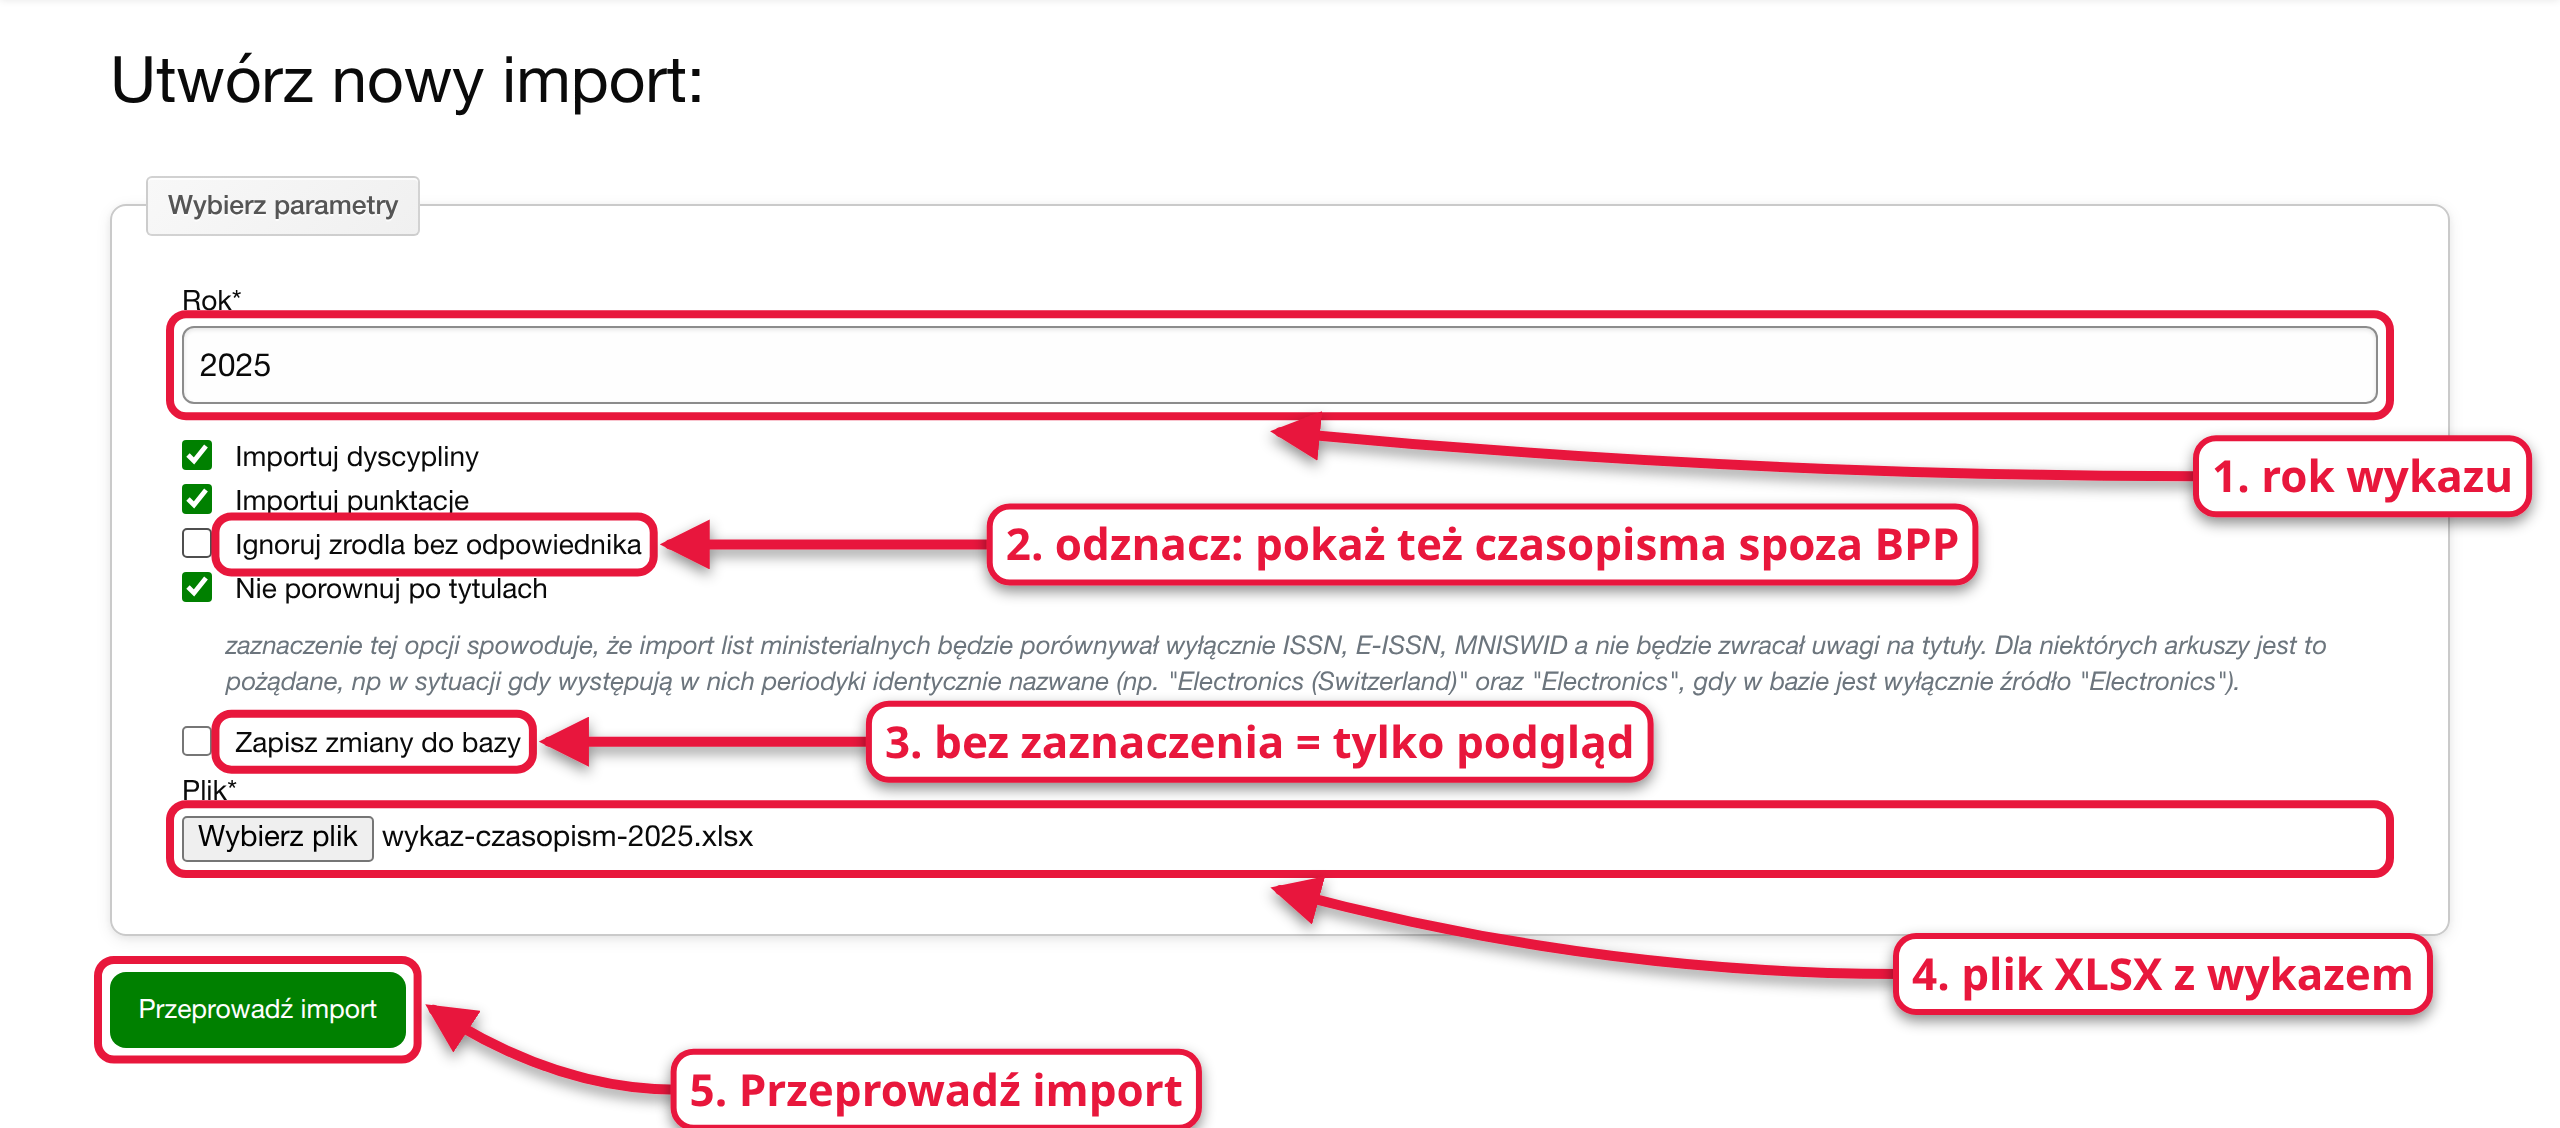 Utwórz nowy import:
Wybierz parametry
Rok*
2025
Importuj dyscypliny
1. rok wykazu
Importuj punktacje
Ignoruj zrodla bez odpowiednika
2. odznacz: pokaż też czasopisma spoza BPP
Nie porownuj po tytulach
zaznaczenie tej opcji spowoduje, że import list ministerialnych będzie porównywał wyłącznie ISSN, E-ISSN, MNISWID a nie będzie zwracał uwagi na tytuły. Dla niektórych arkuszy jest to
pożądane, np w sytuacji gdy występują w nich periodyki identycznie nazwane (np. "Electronics (Switzerland)" oraz "Electronics", gdy w bazie jest wyłącznie źródło "Electronics").
Zapisz zmiany do bazy
3. bez zaznaczenia = tylko podgląd
Plik*
Wybierz plik wykaz-czasopism-2025.xlsx
4. plik XLSX z wykazem
Przeprowadź import
5. Przeprowadź import